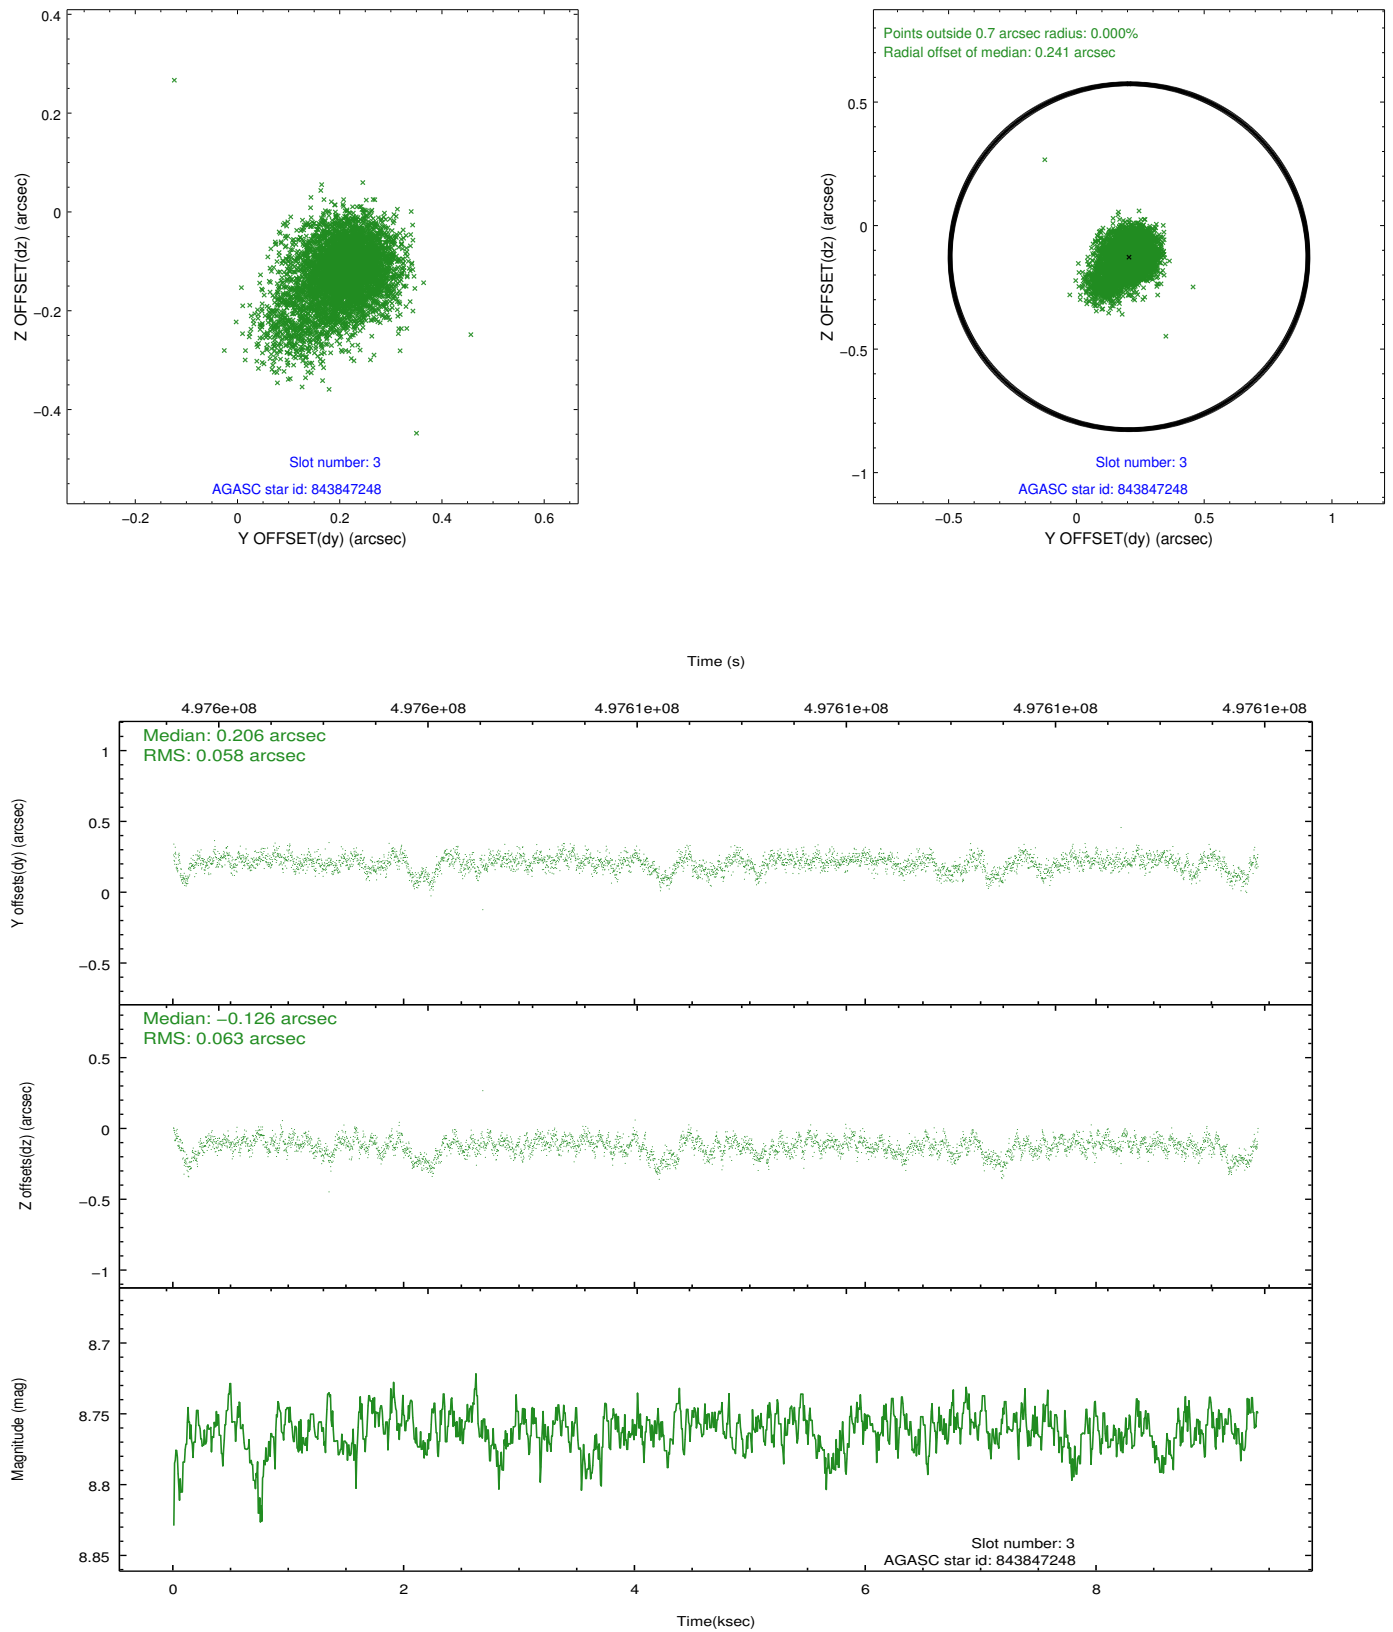 0.4
0.2
0
−0.2
−0.4
Z OFFSET(dz) (arcsec)
Slot number: 3
AGASC star id: 843847248
−0.2
0
0.2
0.4
0.6
Y OFFSET(dy) (arcsec)
Points outside 0.7 arcsec radius: 0.000%
Radial offset of median: 0.241 arcsec
0.5
0
−0.5
−1
Z OFFSET(dz) (arcsec)
Slot number: 3
AGASC star id: 843847248
−0.5
0
0.5
1
Y OFFSET(dy) (arcsec)
Time (s)
4.976e+08
4.976e+08
4.9761e+08
4.9761e+08
4.9761e+08
4.9761e+08
Median: 0.206 arcsec
RMS: 0.058 arcsec
1
0.5
0
−0.5
Y offsets(dy) (arcsec)
Median: −0.126 arcsec
RMS: 0.063 arcsec
0.5
0
−0.5
−1
Z offsets(dz) (arcsec)
8.7
8.75
8.8
8.85
Magnitude (mag)
Slot number: 3
AGASC star id: 843847248
0
2
4
6
8
Time(ksec)